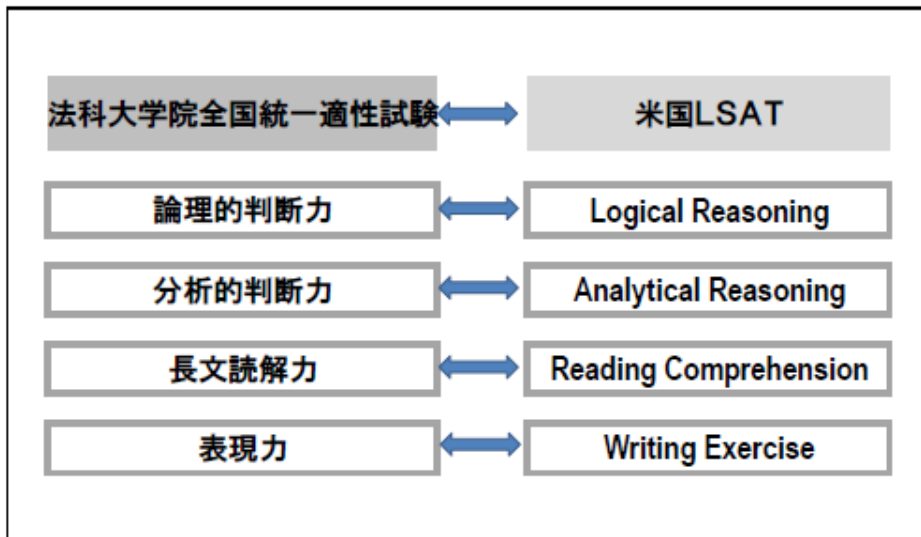 法科大学院全国統一適性試験 米国LSAT
論理的判断力 Logical Reasoning
分析的判断力 Analytical Reasoning
長文読解力 Reading Comprehension
表現力 Writing Exercise